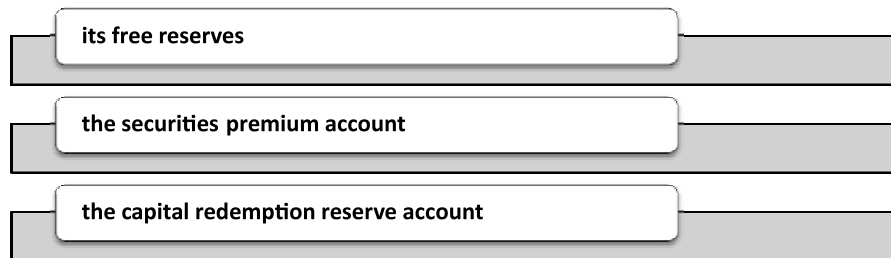 its free reserves
the securities premium account
the capital redemption reserve account